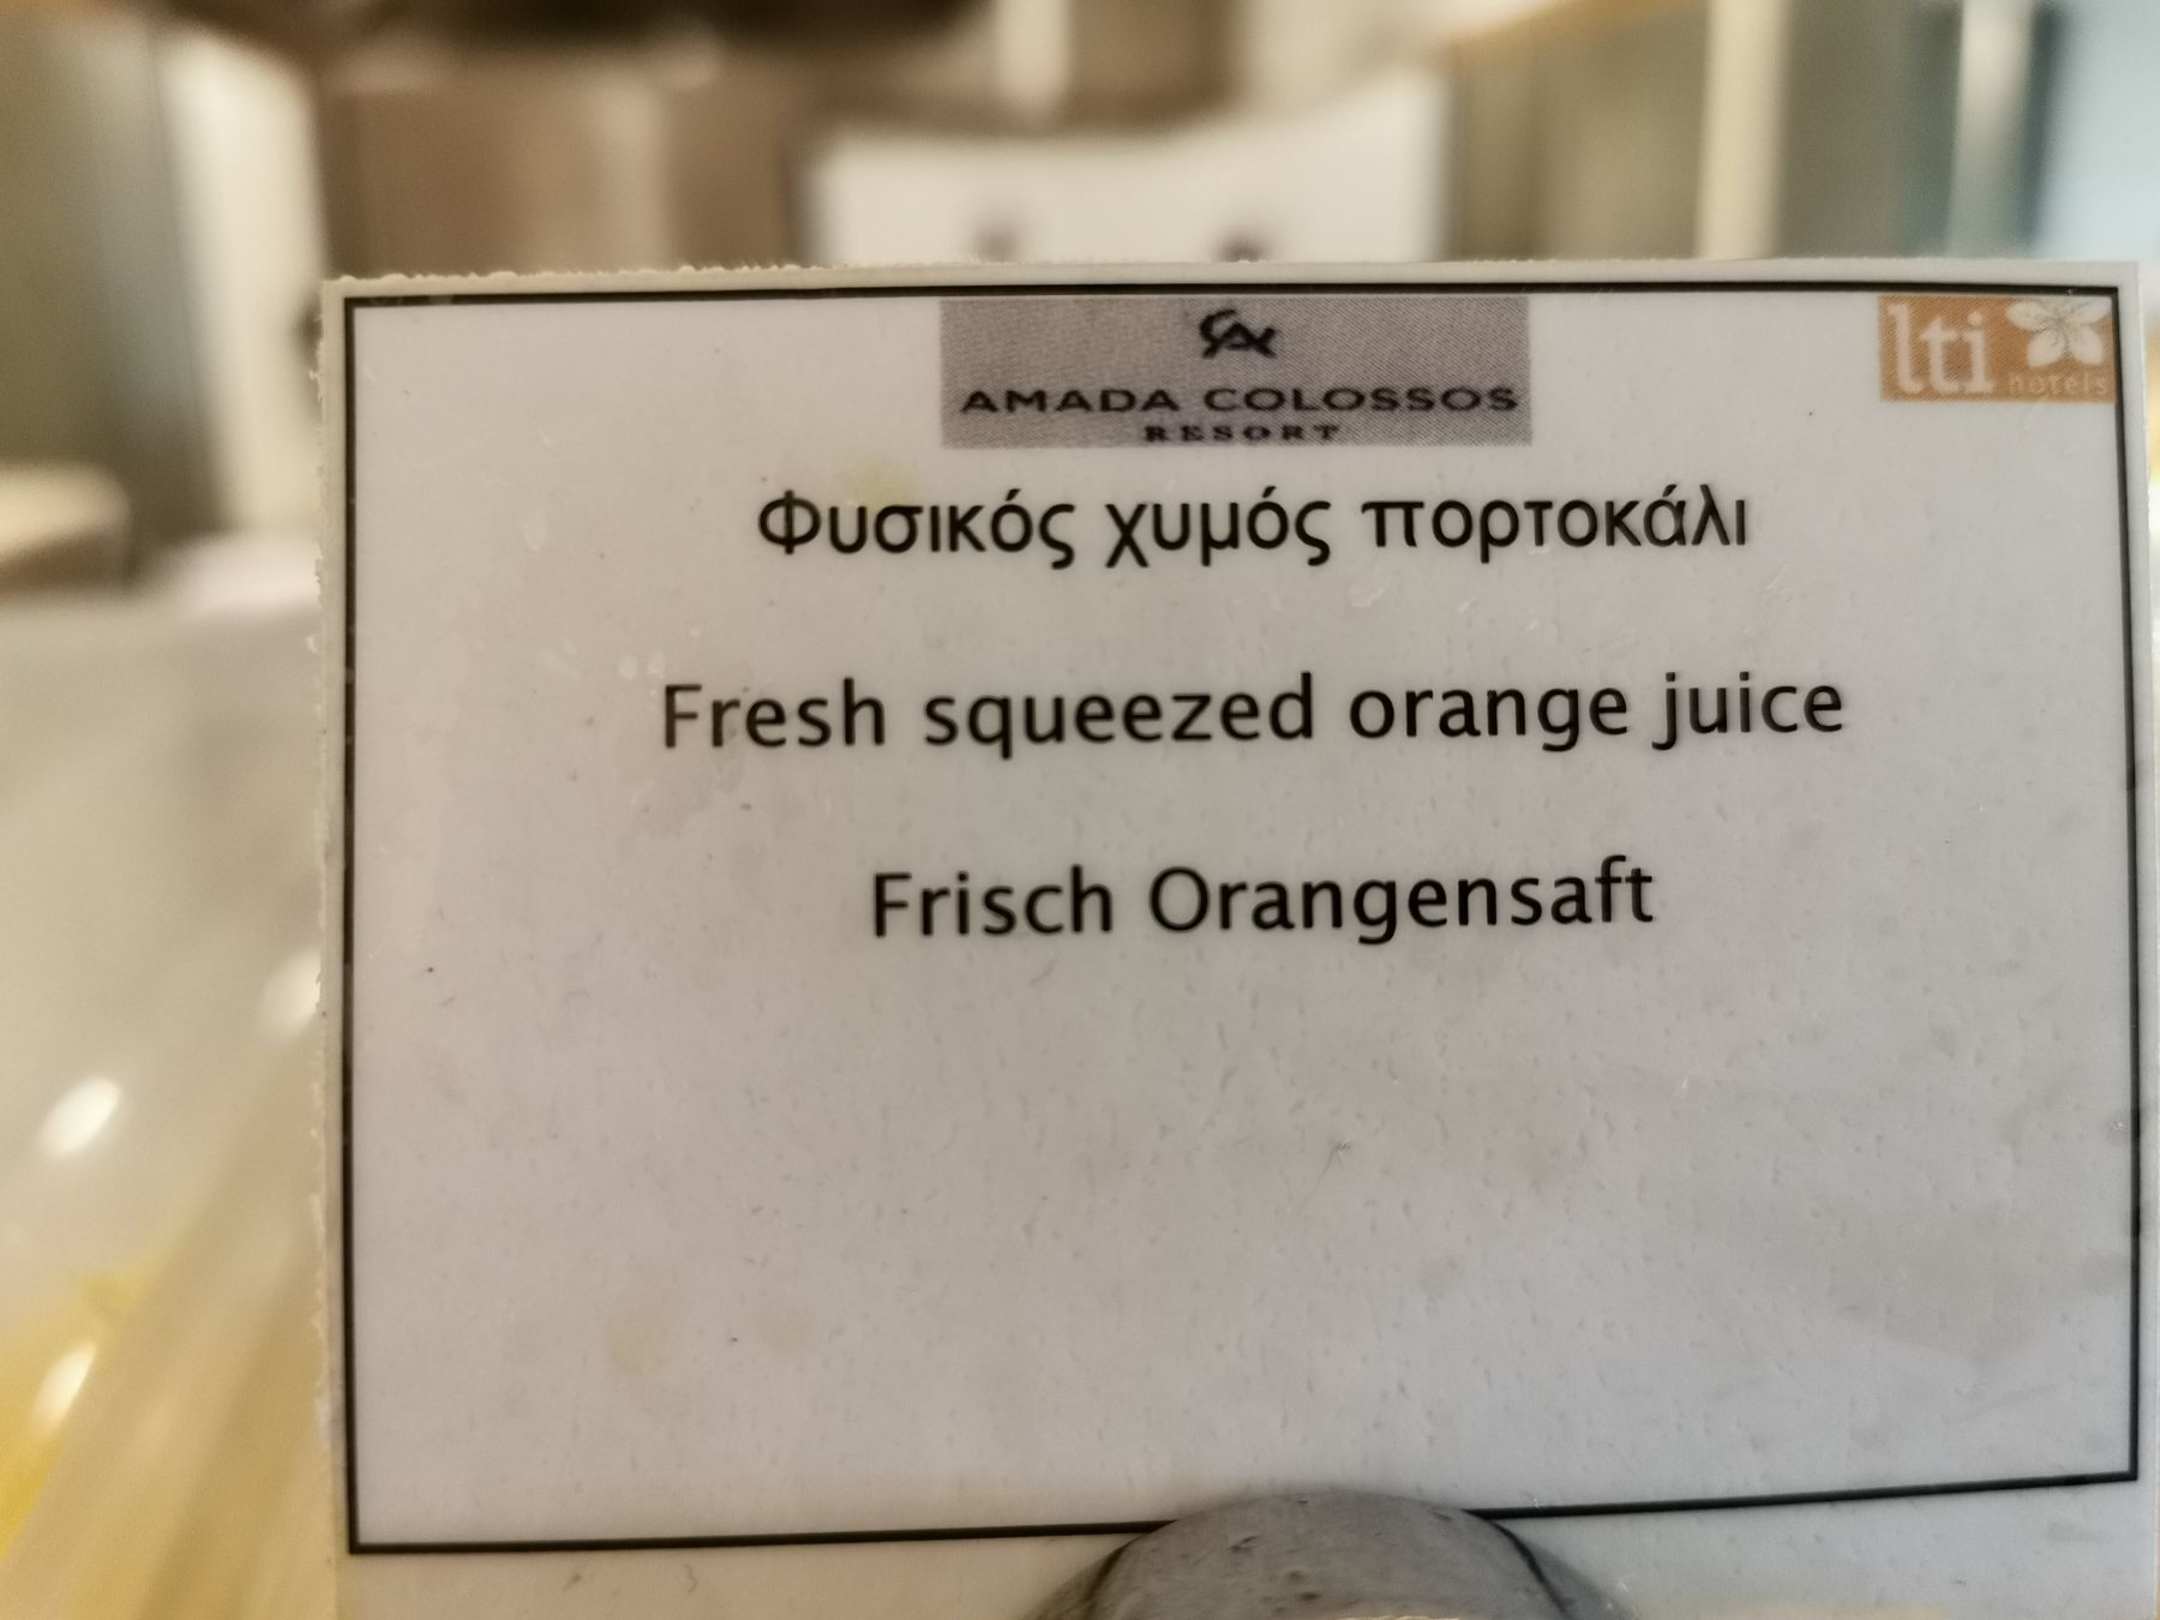 AMADA COLOSSOS
RESORT
lti hotels
Φυσικός χυμός πορτοκάλι
Fresh squeezed orange juice
Frisch Orangensaft